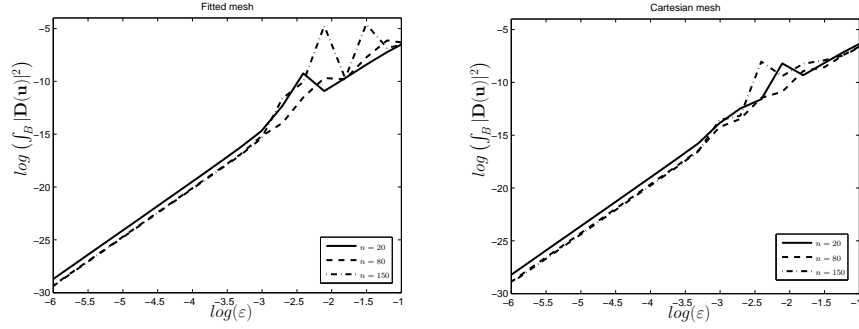 Fitted mesh
−5
−10
−15
−20
−25
−30
log (∫_B |D(u)|²)
−6 −5.5 −5 −4.5 −4 −3.5 −3 −2.5 −2 −1.5 −1
log(ε)
n = 20
n = 80
n = 150
Cartesian mesh
−5
−10
−15
−20
−25
−30
log (∫_B |D(u)|²)
−6 −5.5 −5 −4.5 −4 −3.5 −3 −2.5 −2 −1.5 −1
log(ε)
n = 20
n = 80
n = 150